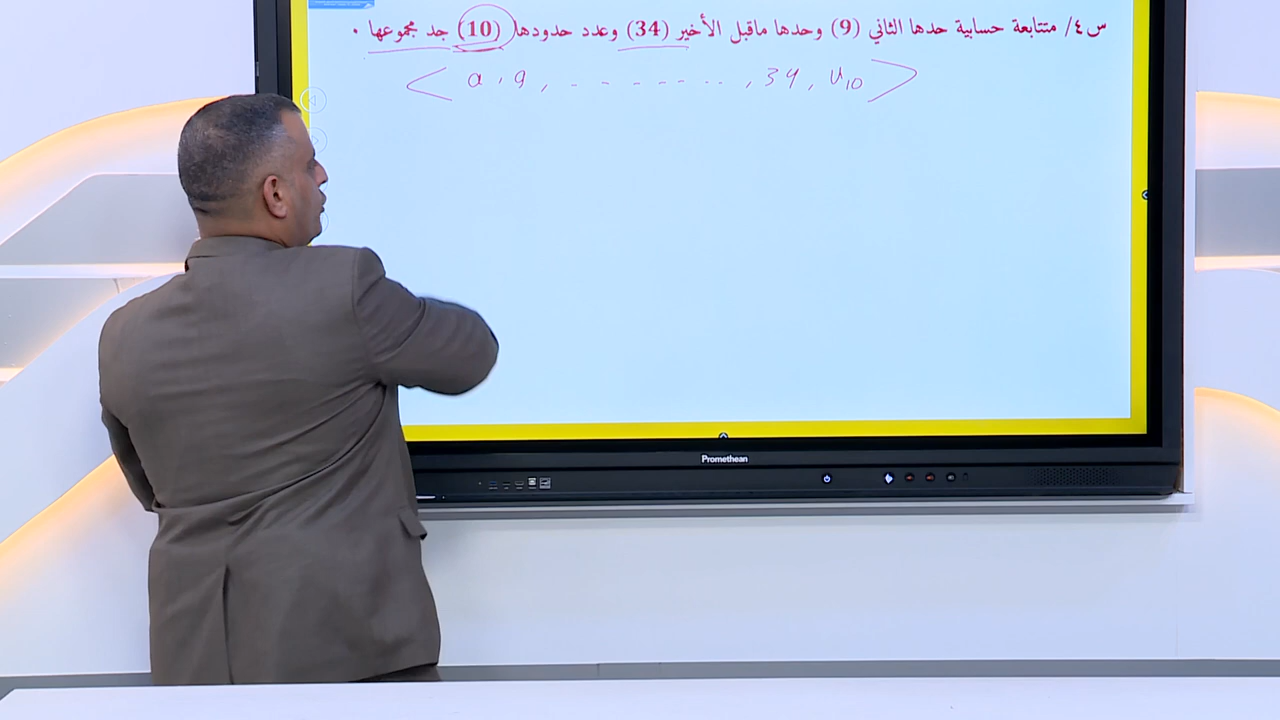 س٤/ متتابعة حسابية حدها الثاني (9) وحدها ماقبل الأخير (34) وعدد حدودها (10) جد مجموعها .
< a , 9 , - - - - - - .. , 34 , U10 >
Promethean